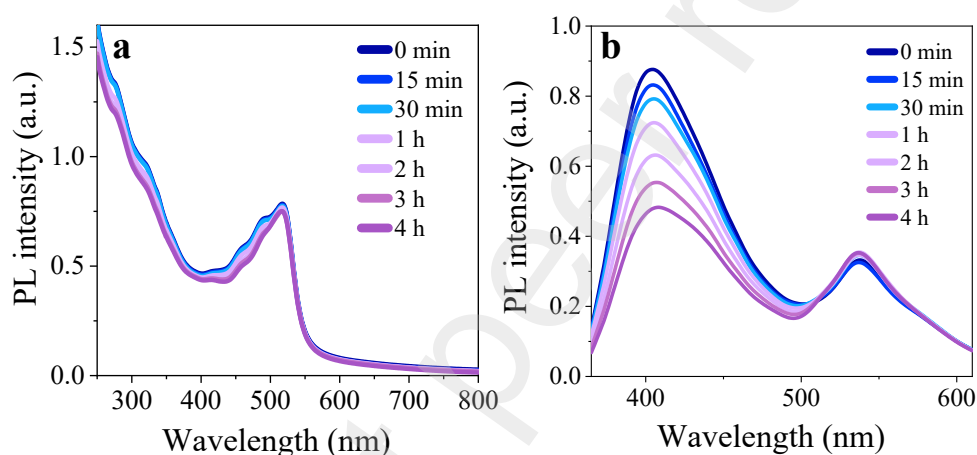 a
0 min
15 min
30 min
1 h
2 h
3 h
4 h
PL intensity (a.u.)
1.5
1.0
0.5
0.0
300 400 500 600 700 800
Wavelength (nm)
b
0 min
15 min
30 min
1 h
2 h
3 h
4 h
PL intensity (a.u.)
1.0
0.8
0.6
0.4
0.2
0.0
400 500 600
Wavelength (nm)
t peer re